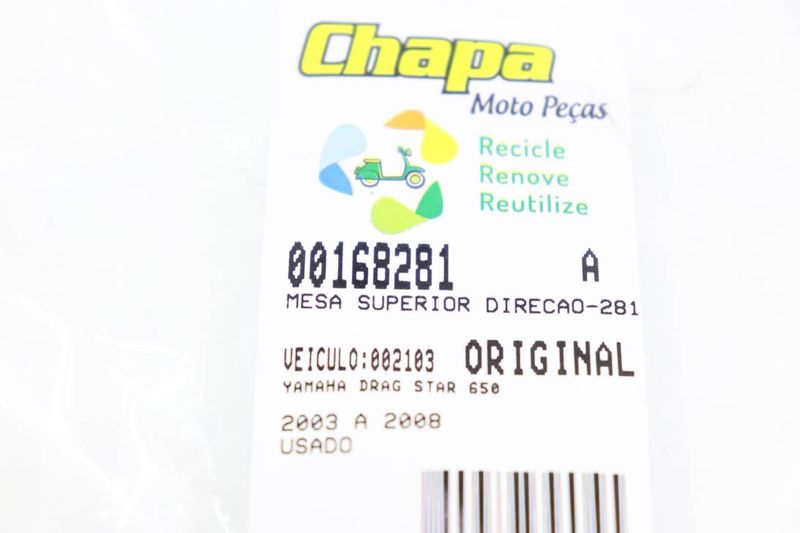 Chapa
Moto Peças
Recicle
Renove
Reutilize
00168281 A
MESA SUPERIOR DIRECAO-281
VEICULO:002103 ORIGINAL
YAMAHA DRAG STAR 650
2003 A 2008
USADO